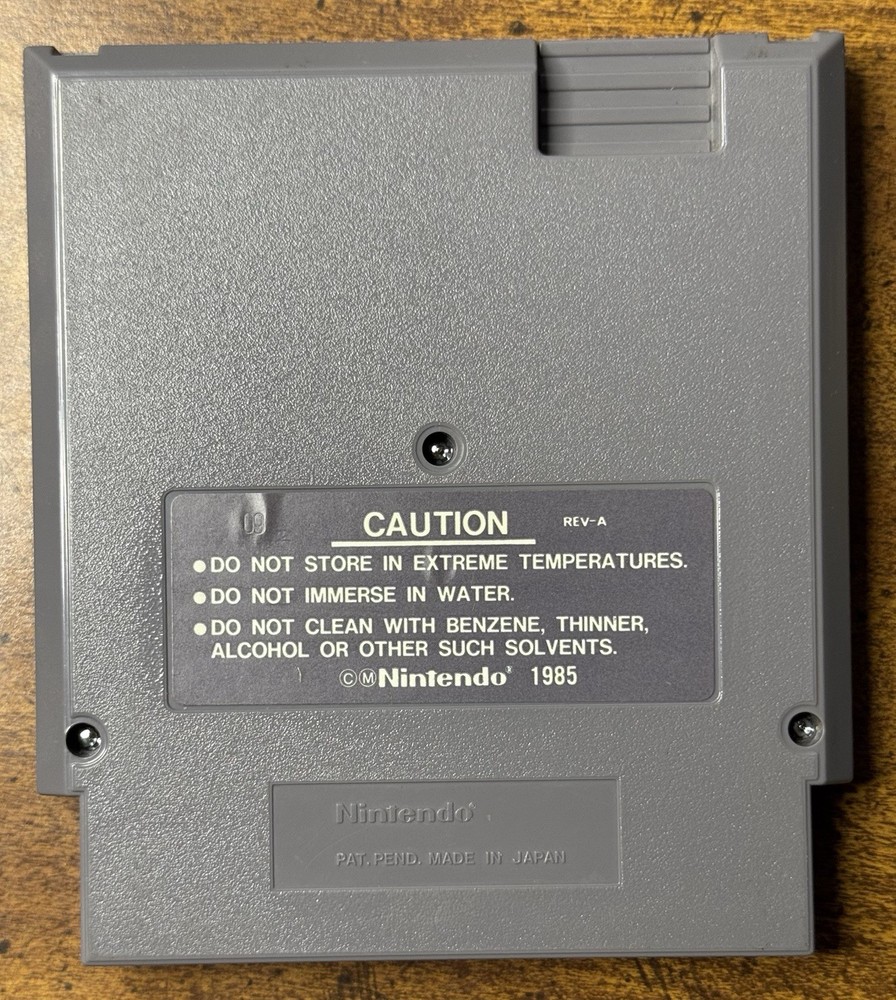 09
CAUTION REV-A
●DO NOT STORE IN EXTREME TEMPERATURES.
●DO NOT IMMERSE IN WATER.
●DO NOT CLEAN WITH BENZENE, THINNER,
ALCOHOL OR OTHER SUCH SOLVENTS.
©ⓂNintendo® 1985
Nintendo®
PAT. PEND. MADE IN JAPAN